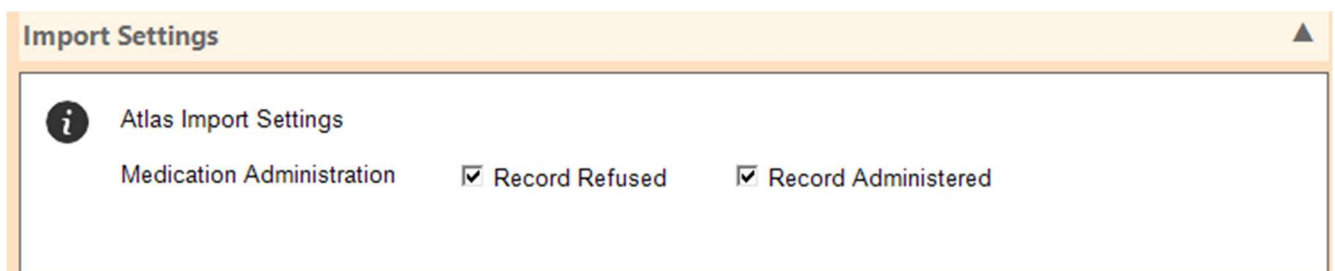 Import Settings
Atlas Import Settings
Medication Administration Record Refused Record Administered